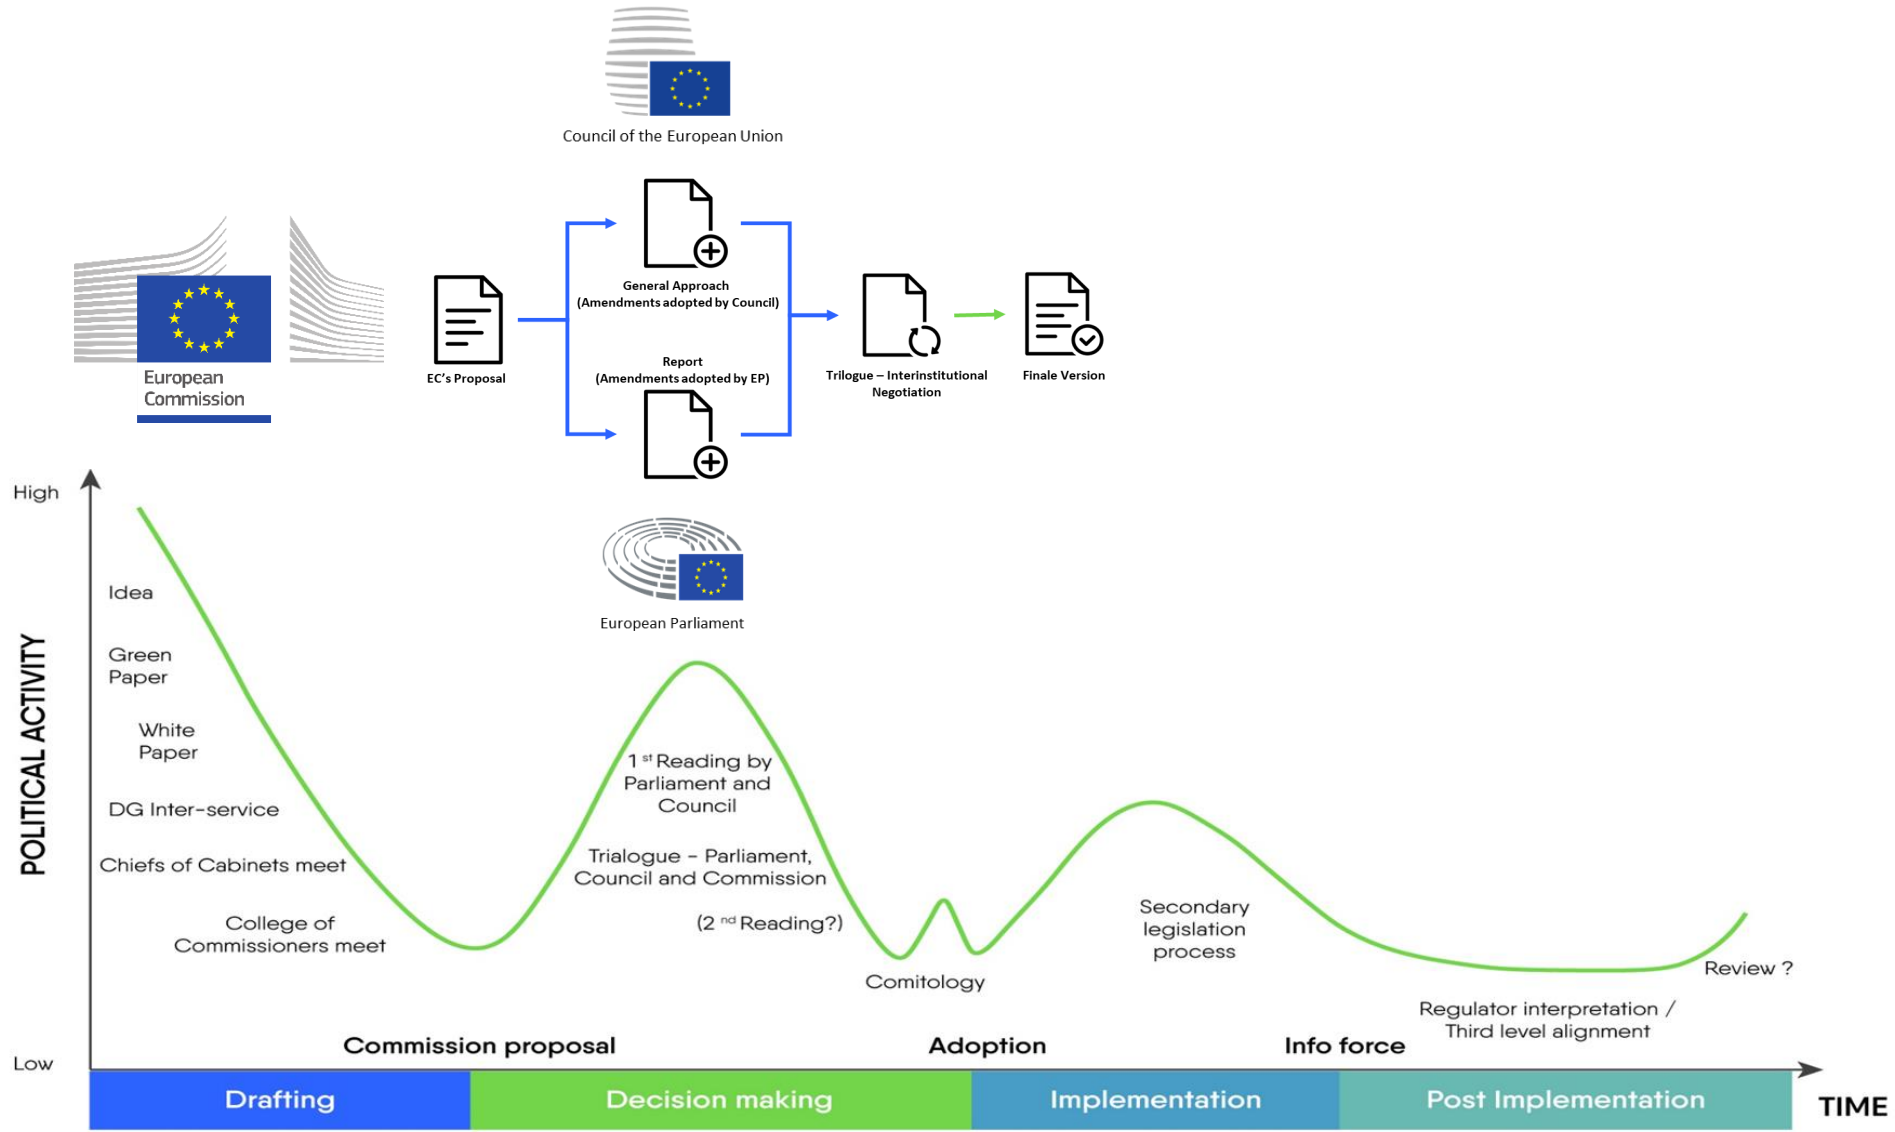 Council of the European Union
General Approach
(Amendments adopted by Council)
European
Commission
EC's Proposal
Report
(Amendments adopted by EP)
Trilogue – Interinstitutional
Negotiation
Finale Version
European Parliament
High
POLITICAL ACTIVITY
Low
Idea
Green
Paper
White
Paper
DG Inter-service
Chiefs of Cabinets meet
College of
Commissioners meet
1st Reading by
Parliament and
Council
Trialogue – Parliament,
Council and Commission
(2nd Reading?)
Comitology
Secondary
legislation
process
Review ?
Regulator interpretation /
Third level alignment
Commission proposal
Adoption
Info force
Drafting
Decision making
Implementation
Post Implementation
TIME